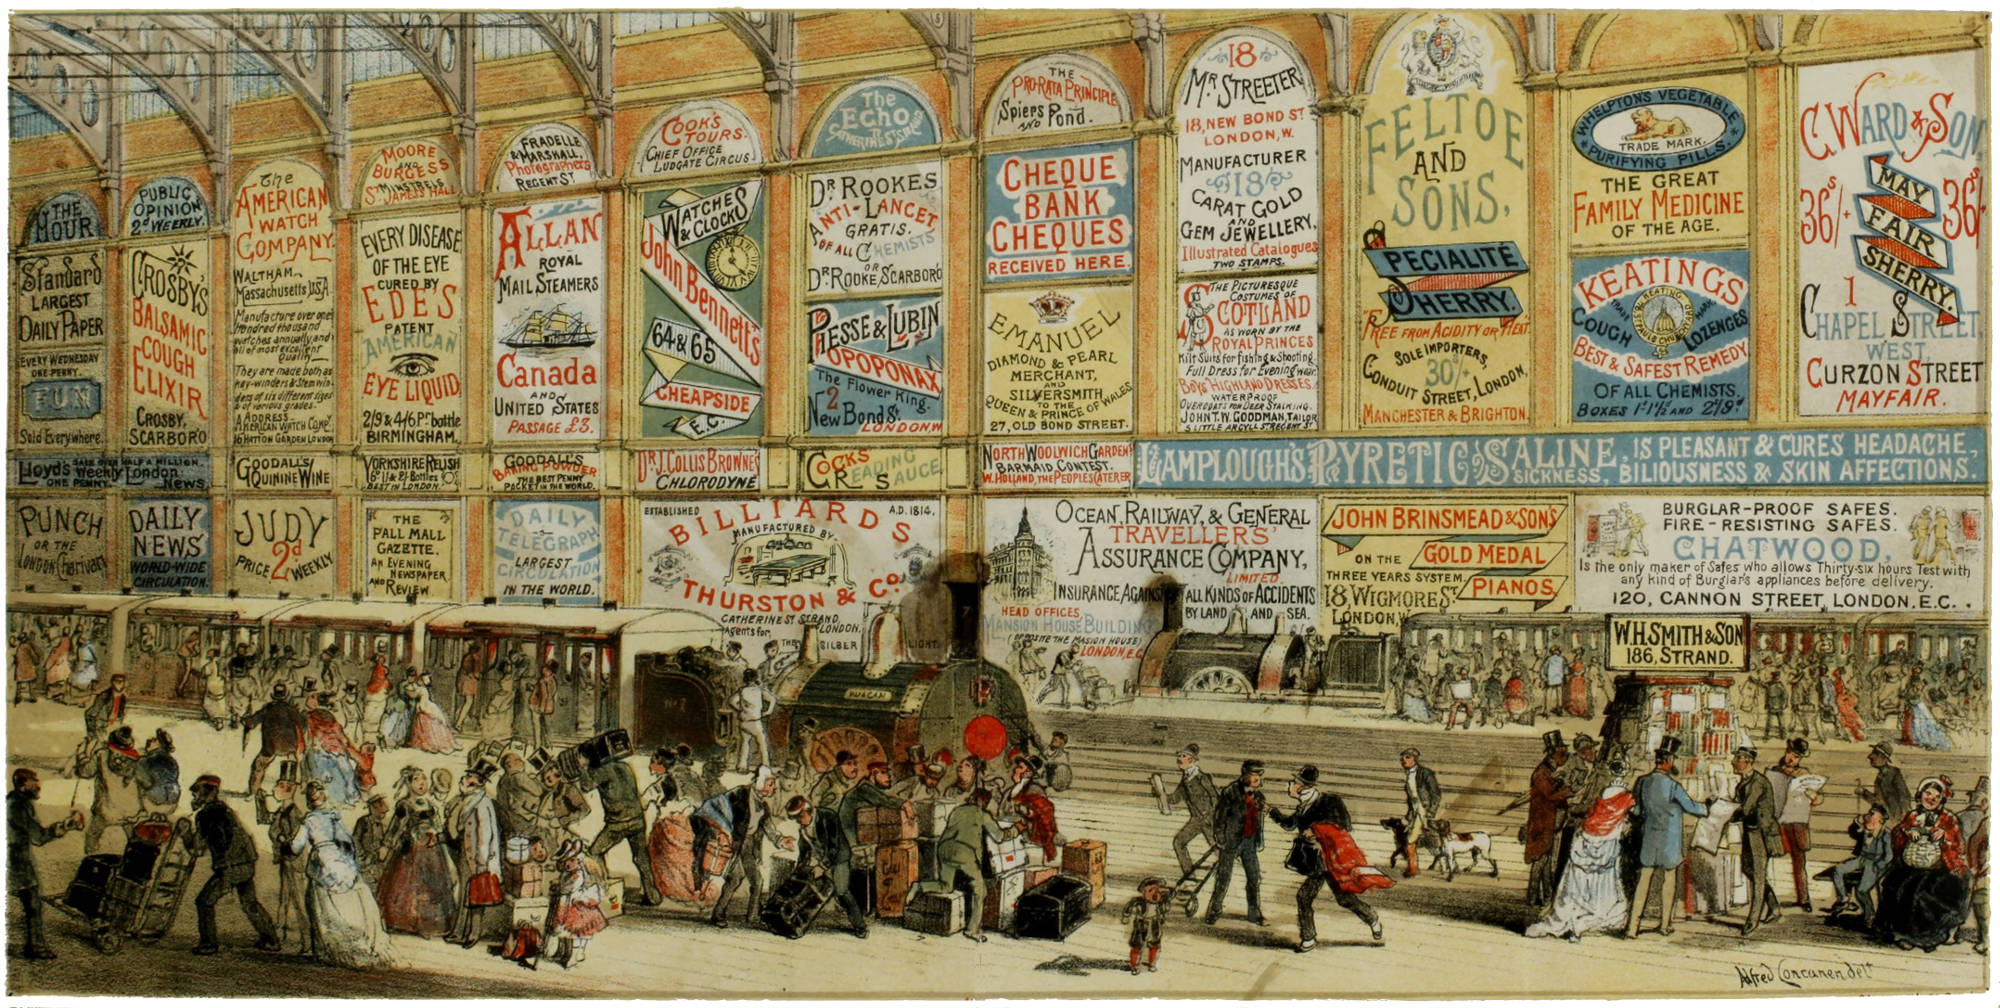 THE
HOUR
Standard
LARGEST
DAILY PAPER
EVERY WEDNESDAY
ONE PENNY.
FUN
Sold Everywhere.
PUBLIC
OPINION
2D WEEKLY.
CROSBY'S
BALSAMIC
COUGH
ELIXIR
CROSBY,
SCARBOR'O
SALE OVER HALF A MILLION.
Lloyd's Weekly London
ONE PENNY. News.
PUNCH
OR THE
London Charivari
DAILY
NEWS
WORLD-WIDE
CIRCULATION.
The
AMERICAN
WATCH
COMPANY.
WALTHAM,
Massachusetts U.S.A.
Manufacture over one
hundred thousand
watches annually, and
all of most excellent
Quality
They are made both as
Key-winders & Stem win-
ders of six different sizes
& of various grades.
ADDRESS
AMERICAN WATCH COMPY.
16 HATTON GARDEN LONDON
GOODALL'S
QUININE WINE
JUDY
PRICE 2d WEEKLY
MOORE
AND
BURGESS
MINSTRELS
ST. JAMES'S HALL
EVERY DISEASE
OF THE EYE
CURED BY
EDE'S
PATENT
AMERICAN
EYE LIQUID
2/9 & 4/6 Pr. bottle
BIRMINGHAM.
YORKSHIRE RELISH
6D 1/- & 2/- Bottles
BEST IN LONDON.
THE
PALL MALL
GAZETTE.
AN EVENING
NEWSPAPER
AND REVIEW
FRADELLE
& MARSHALL,
Photographers
REGENT ST.
ALLAN
ROYAL
MAIL STEAMERS
Canada
AND
UNITED STATES
PASSAGE £3.
GOODALL'S
BAKING POWDER
THE BEST PENNY
PACKET IN THE WORLD.
DAILY
TELEGRAPH
LARGEST
CIRCULATION
IN THE WORLD.
COOK'S
TOURS.
CHIEF OFFICE
LUDGATE CIRCUS
WATCHES
& CLOCKS
John Bennett's
64 & 65
CHEAPSIDE
E.C.
DR J. COLLIS BROWNE'S
CHLORODYNE
ESTABLISHED A.D. 1814.
BILLIARDS
MANUFACTURED BY
THURSTON & Co.
CATHERINE ST. STRAND,
LONDON,
Agents for THE SILBER LIGHT.
The
Echo
CATHERINE ST. STRAND
DR ROOKES
ANTI-LANCET
GRATIS.
OF ALL CHEMISTS
OR
DR ROOKE, SCARBORO
PIESSE & LUBIN
OPOPONAX
The Flower King.
2
New Bond St.
LONDON, W
COCKS
READING
SAUCE
THE
PRO-RATA PRINCIPLE
Spiers AND Pond.
CHEQUE
BANK
CHEQUES
RECEIVED HERE.
EMANUEL
DIAMOND & PEARL
MERCHANT,
AND
SILVERSMITH
TO THE
QUEEN & PRINCE OF WALES
27, OLD BOND STREET.
NORTH WOOLWICH GARDENS
BARMAID CONTEST.
W. HOLLAND, THE PEOPLES CATERER
OCEAN, RAILWAY, & GENERAL
TRAVELLERS'
ASSURANCE COMPANY,
LIMITED.
INSURANCE AGAINST ALL KINDS OF ACCIDENTS
BY LAND AND SEA.
HEAD OFFICES,
MANSION HOUSE BUILDINGS
(OPPOSITE THE MANSION HOUSE)
LONDON, E.C.
18
MR. STREETER
18, NEW BOND ST
LONDON, W.
MANUFACTURER
18
CARAT GOLD
AND
GEM JEWELLERY,
Illustrated Catalogues
TWO STAMPS.
THE PICTURESQUE
COSTUMES OF
SCOTLAND
AS WORN BY THE
ROYAL PRINCES
Kilt Suits for fishing & Shooting.
Full Dress for Evening wear.
BOYS' HIGHLAND DRESSES.
WATERPROOF
OVERCOATS FOR DEER STALKING.
JOHN T.W. GOODMAN, TAILOR
5 LITTLE ARGYLL ST REGENT ST
FELTOE
AND
SONS,
SPECIALITÉ
SHERRY.
"FREE FROM ACIDITY OR HEAT.
SOLE IMPORTERS,
30/-
CONDUIT STREET, LONDON,
MANCHESTER & BRIGHTON.
WHELPTON'S VEGETABLE
TRADE MARK.
PURIFYING PILLS.
THE GREAT
FAMILY MEDICINE
OF THE AGE.
KEATINGS
TRADE MARK
COUGH LOZENGES
BEST & SAFEST REMEDY
OF ALL CHEMISTS.
BOXES 1-1½ AND 2/9D
C. WARD & SON
36s/- 36s/-
MAY
FAIR
SHERRY.
1
CHAPEL STREET
WEST,
CURZON STREET
MAYFAIR.
LAMPLOUGH'S PYRETIC SALINE, IS PLEASANT & CURES HEADACHE,
SICKNESS, BILIOUSNESS & SKIN AFFECTIONS.
JOHN BRINSMEAD & SON'S
GOLD MEDAL
ON THE
THREE YEARS SYSTEM.
PIANOS
18, WIGMORE ST.
LONDON, W
BURGLAR-PROOF SAFES.
FIRE-RESISTING SAFES.
CHATWOOD,
Is the only maker of Safes who allows Thirty-six hours Test with
any kind of Burglar's appliances before delivery.
120, CANNON STREET, LONDON. E.C.
W.H. SMITH & SON
186, STRAND.
No 7
7
Alfred Concanen delt